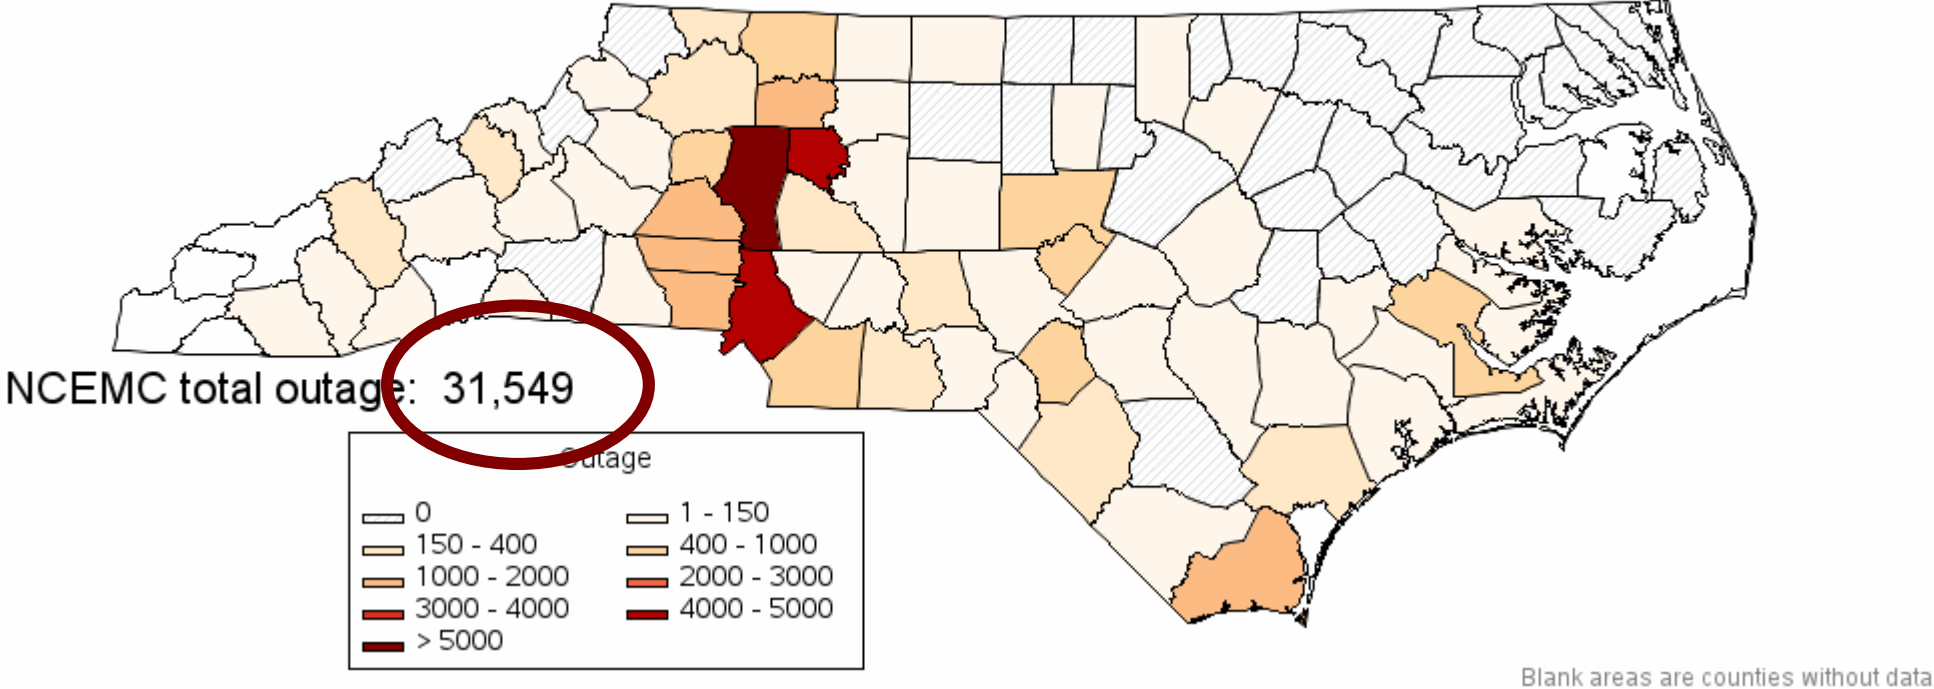 NCEMC total outage: 31,549
Outage
0
1 - 150
150 - 400
400 - 1000
1000 - 2000
2000 - 3000
3000 - 4000
4000 - 5000
> 5000
Blank areas are counties without data